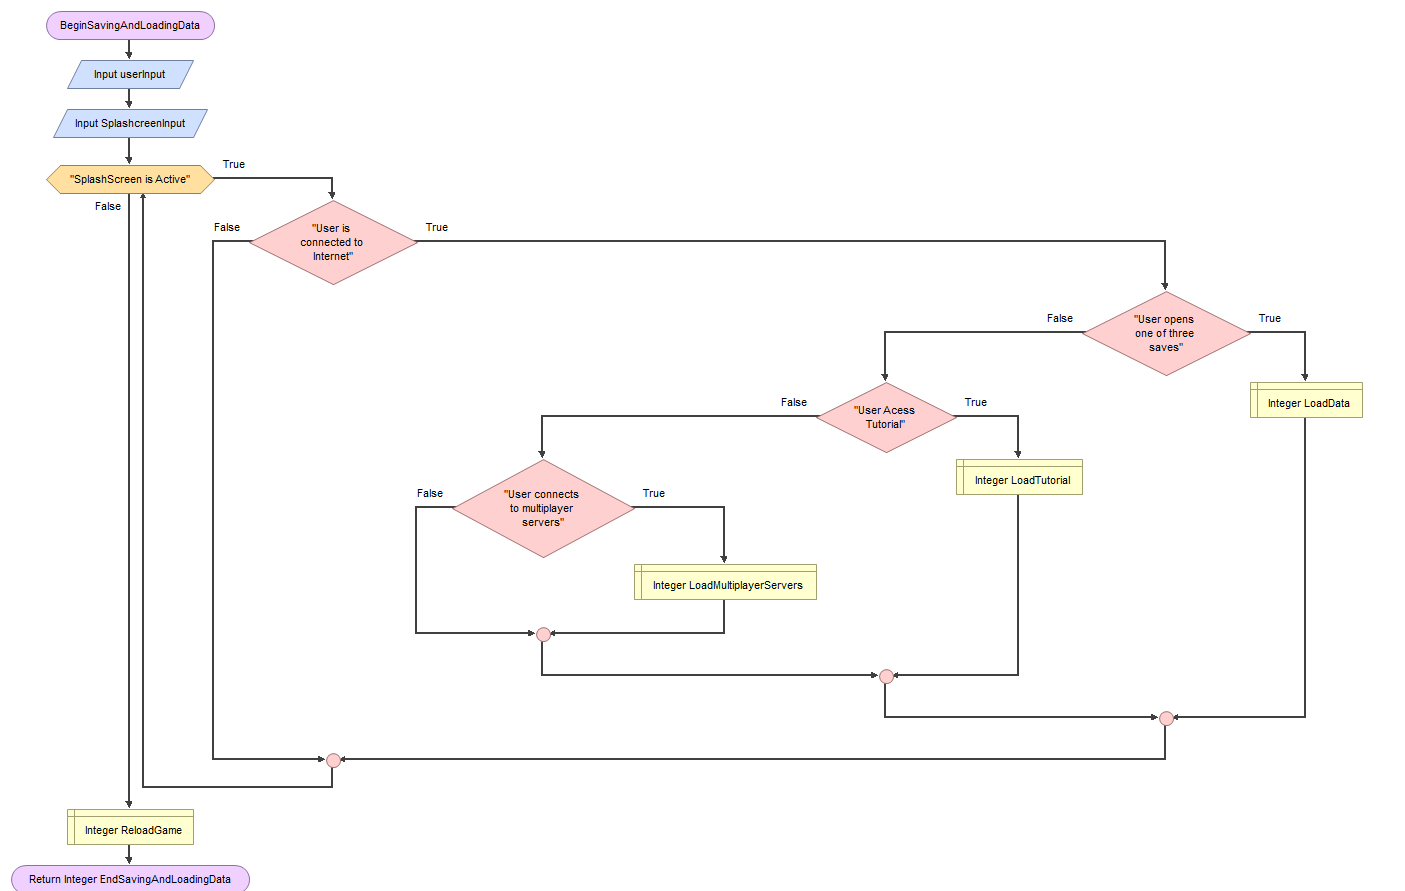 BeginSavingAndLoadingData
Input userInput
Input SplashcreenInput
"SplashScreen is Active"
True
False
"User is
connected to
Internet"
False
True
"User opens
one of three
saves"
False
True
Integer LoadData
"User Acess
Tutorial"
False
True
Integer LoadTutorial
"User connects
to multiplayer
servers"
False
True
Integer LoadMultiplayerServers
Integer ReloadGame
Return Integer EndSavingAndLoadingData